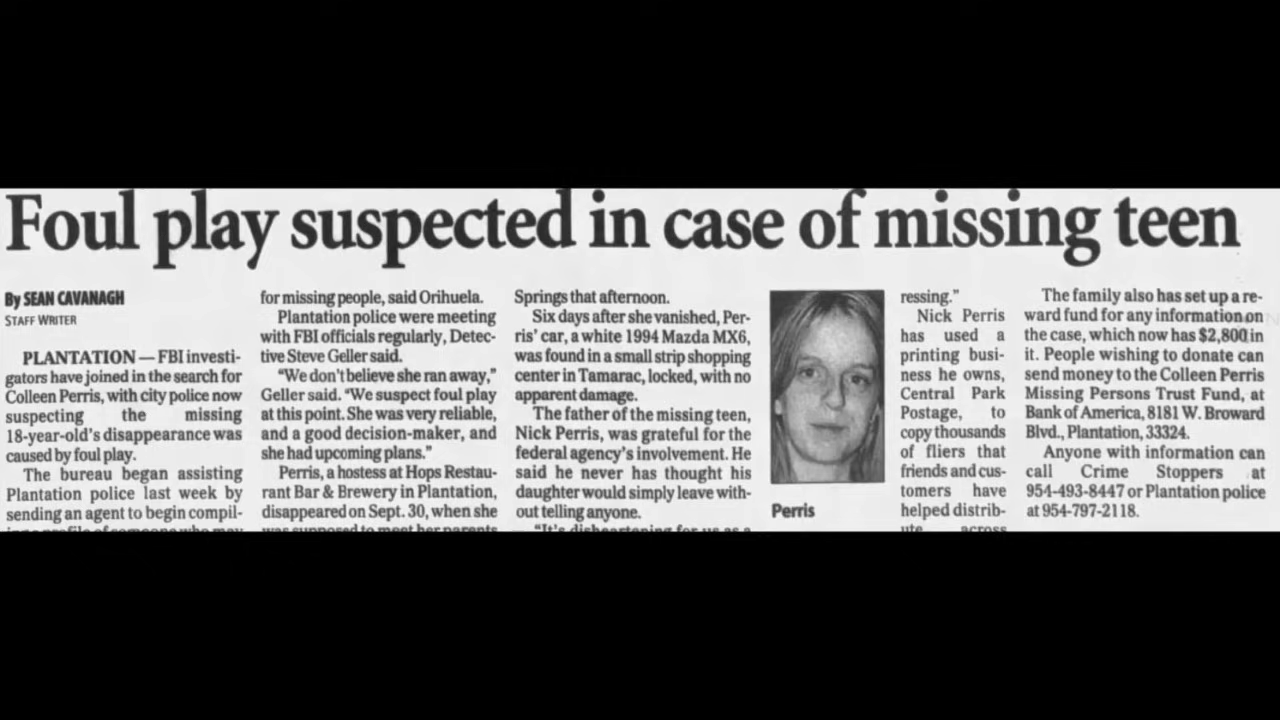 Foul play suspected in case of missing teen
By SEAN CAVANAGH
STAFF WRITER
PLANTATION — FBI investi-
gators have joined in the search for
Colleen Perris, with city police now
suspecting the missing
18-year-old's disappearance was
caused by foul play.
The bureau began assisting
Plantation police last week by
sending an agent to begin compil-
for missing people, said Orihuela.
Plantation police were meeting
with FBI officials regularly, Detec-
tive Steve Geller said.
"We don't believe she ran away,"
Geller said. "We suspect foul play
at this point. She was very reliable,
and a good decision-maker, and
she had upcoming plans."
Perris, a hostess at Hops Restau-
rant Bar & Brewery in Plantation,
disappeared on Sept. 30, when she
was supposed to meet her parents
Springs that afternoon.
Six days after she vanished, Per-
ris' car, a white 1994 Mazda MX6,
was found in a small strip shopping
center in Tamarac, locked, with no
apparent damage.
The father of the missing teen,
Nick Perris, was grateful for the
federal agency's involvement. He
said he never has thought his
daughter would simply leave with-
out telling anyone.
"It's disheartening for us as a
Perris
ressing."
Nick Perris
has used a
printing busi-
ness he owns,
Central Park
Postage, to
copy thousands
of fliers that
friends and cus-
tomers have
helped distrib-
ute across
The family also has set up a re-
ward fund for any information on
the case, which now has $2,800 in
it. People wishing to donate can
send money to the Colleen Perris
Missing Persons Trust Fund, at
Bank of America, 8181 W. Broward
Blvd., Plantation, 33324.
Anyone with information can
call Crime Stoppers at
954-493-8447 or Plantation police
at 954-797-2118.